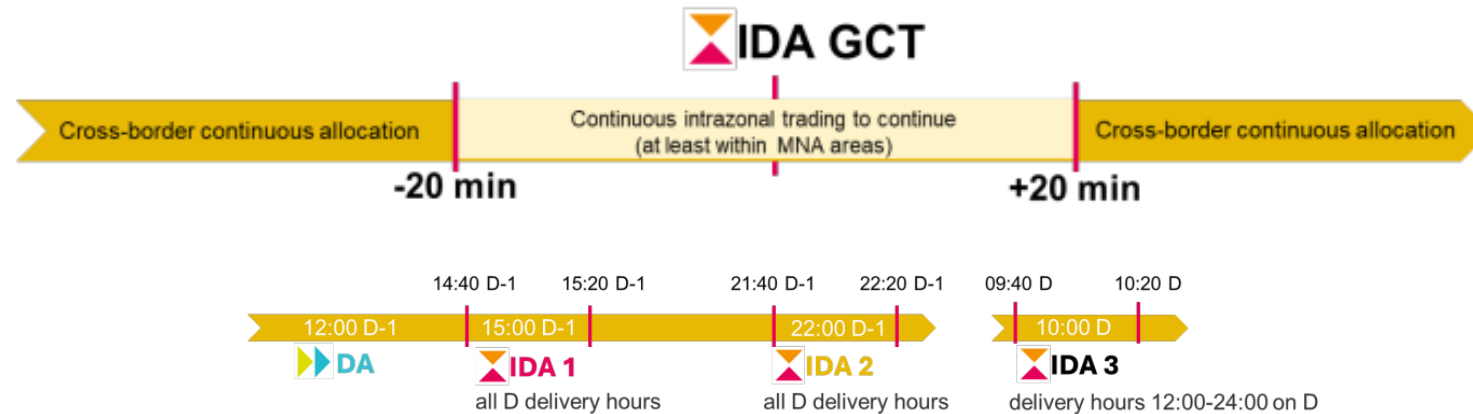 IDA GCT
Cross-border continuous allocation
Continuous intrazonal trading to continue
(at least within MNA areas)
Cross-border continuous allocation
-20 min
+20 min
14:40 D-1
15:20 D-1
21:40 D-1
22:20 D-1
09:40 D
10:20 D
12:00 D-1
15:00 D-1
22:00 D-1
10:00 D
DA
IDA 1
IDA 2
IDA 3
all D delivery hours
all D delivery hours
delivery hours 12:00-24:00 on D